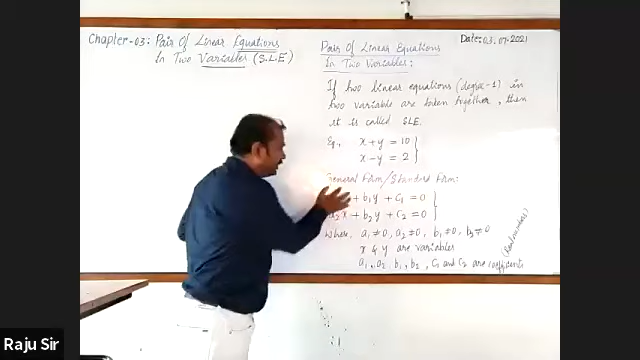 Chapter-03: Pair Of Linear Equations
In Two Variables (S.L.E)
Pair Of Linear Equations
In Two Variables:
Date: 03.07.2021
If two linear equations (degree-1) in
two variable are taken together, then
it is called SLE.
Eg, x+y = 10
x-y = 2
General Form/Standard Form:
+ b₁y + C₁ = 0
a₂x + b₂y + C₂ = 0
Where, a₁≠0, a₂≠0, b₁≠0, b₂≠0
x & y are variables
a₁, a₂, b₁, b₂, C₁ and C₂ are coefficients
(Real numbers)
Raju Sir